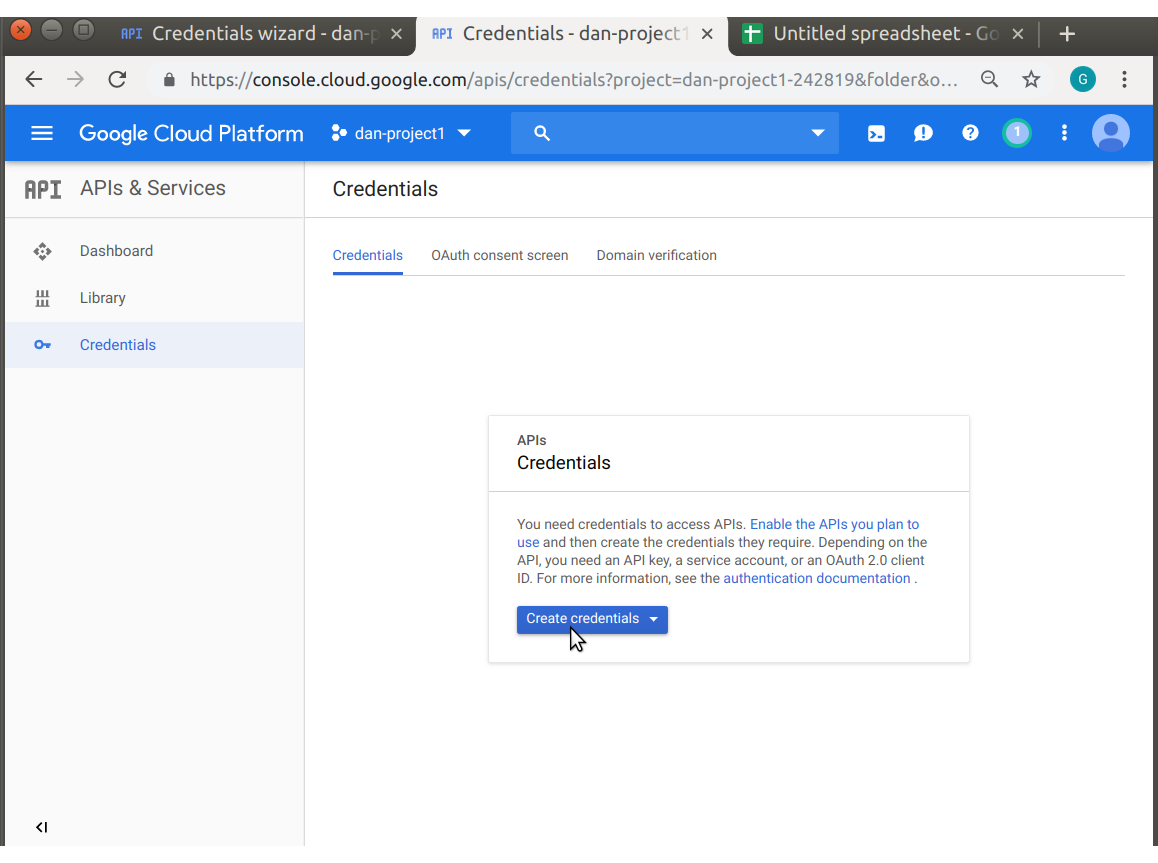 API Credentials wizard - dan-p
API Credentials - dan-project1
Untitled spreadsheet - Go
https://console.cloud.google.com/apis/credentials?project=dan-project1-242819&folder&o...
G
Google Cloud Platform
dan-project1
1
API APIs & Services
Credentials
Dashboard
Library
Credentials
Credentials
OAuth consent screen
Domain verification
APIs
Credentials
You need credentials to access APIs. Enable the APIs you plan to
use and then create the credentials they require. Depending on the
API, you need an API key, a service account, or an OAuth 2.0 client
ID. For more information, see the authentication documentation .
Create credentials